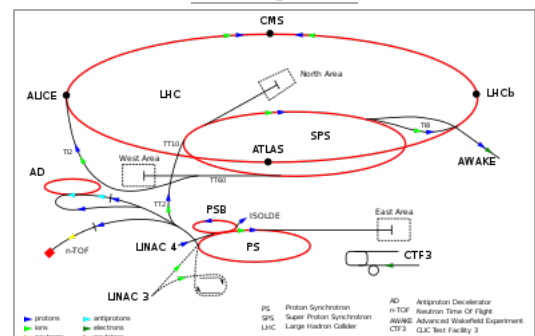 CMS
North Area
ALICE
LHC
LHCb
TT10
SPS
TI8
TI2
ATLAS
AWAKE
West Area
TT60
AD
TT2
PSB
ISOLDE
East Area
LINAC 4
PS
n-TOF
CTF3
LINAC 3
protons
antiprotons
ions
electrons
PS Proton Synchrotron
SPS Super Proton Synchrotron
LHC Large Hadron Collider
AD Antiproton Decelerator
n-TOF Neutron Time Of Flight
AWAKE Advanced Wakefield Experiment
CTF3 CLIC Test Facility 3